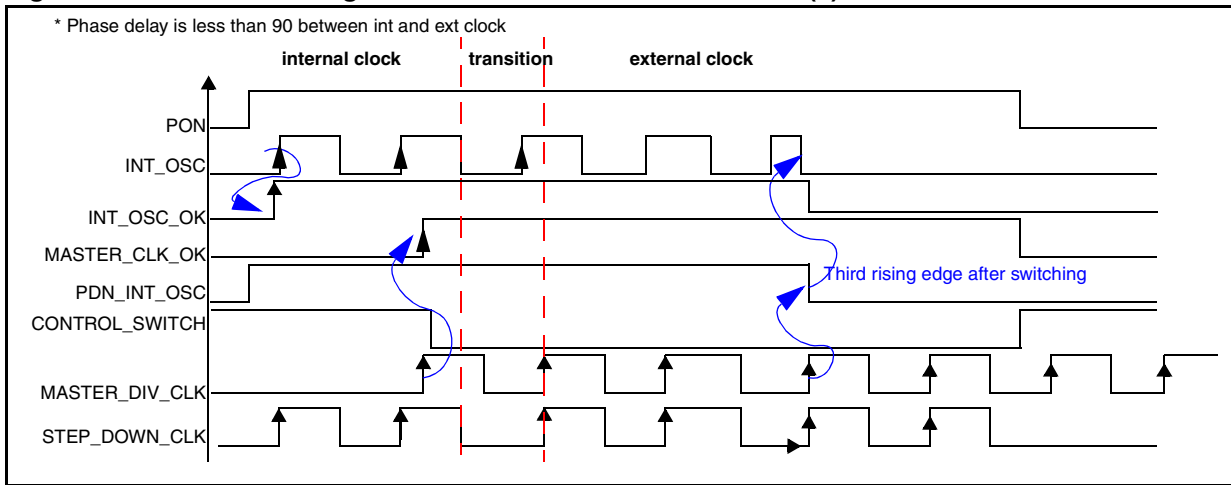 * Phase delay is less than 90 between int and ext clock
internal clock
transition
external clock
PON
INT_OSC
INT_OSC_OK
MASTER_CLK_OK
Third rising edge after switching
PDN_INT_OSC
CONTROL_SWITCH
MASTER_DIV_CLK
STEP_DOWN_CLK